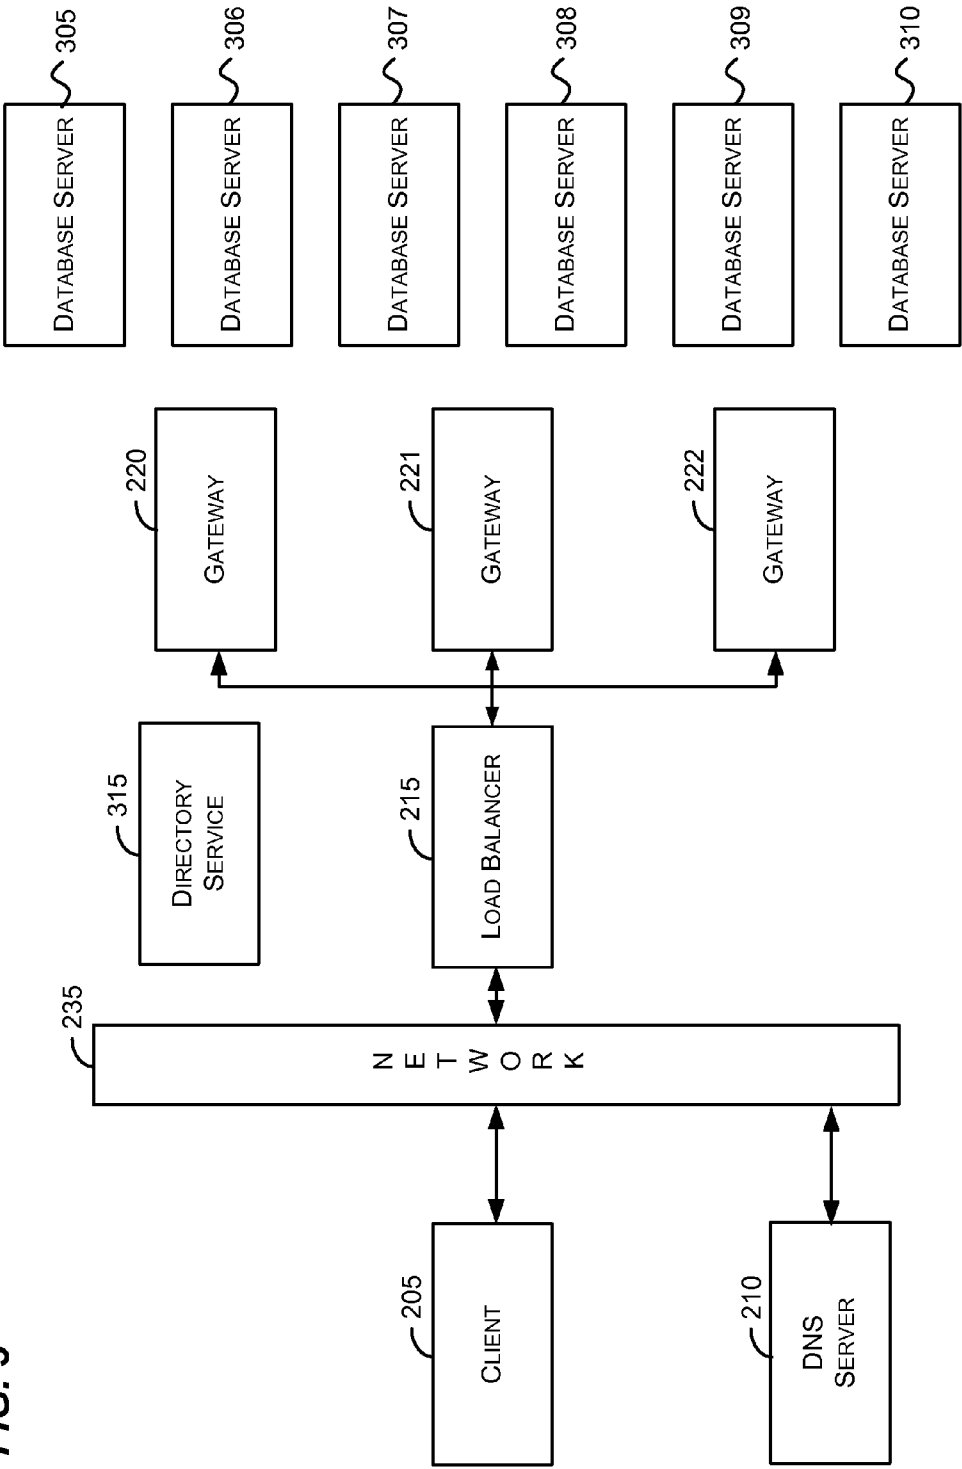 FIG. 3
205
CLIENT
210
DNS
SERVER
235
NETWORK
315
DIRECTORY
SERVICE
215
LOAD BALANCER
220
GATEWAY
221
GATEWAY
222
GATEWAY
DATABASE SERVER
305
DATABASE SERVER
306
DATABASE SERVER
307
DATABASE SERVER
308
DATABASE SERVER
309
DATABASE SERVER
310